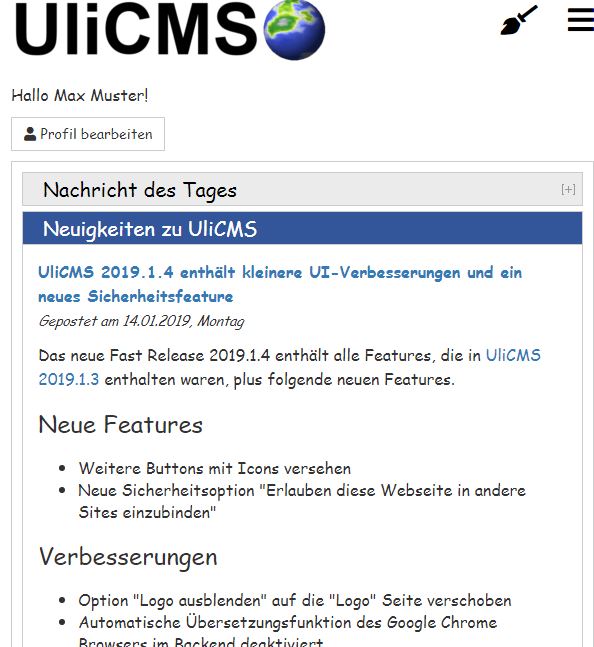 UliCMS
Hallo Max Muster!
Profil bearbeiten
Nachricht des Tages [+]
Neuigkeiten zu UliCMS
UliCMS 2019.1.4 enthält kleinere UI-Verbesserungen und ein
neues Sicherheitsfeature
Gepostet am 14.01.2019, Montag
Das neue Fast Release 2019.1.4 enthält alle Features, die in UliCMS
2019.1.3 enthalten waren, plus folgende neuen Features.
Neue Features
• Weitere Buttons mit Icons versehen
• Neue Sicherheitsoption "Erlauben diese Webseite in andere
Sites einzubinden"
Verbesserungen
• Option "Logo ausblenden" auf die "Logo" Seite verschoben
• Automatische Übersetzungsfunktion des Google Chrome
Browsers im Backend deaktiviert